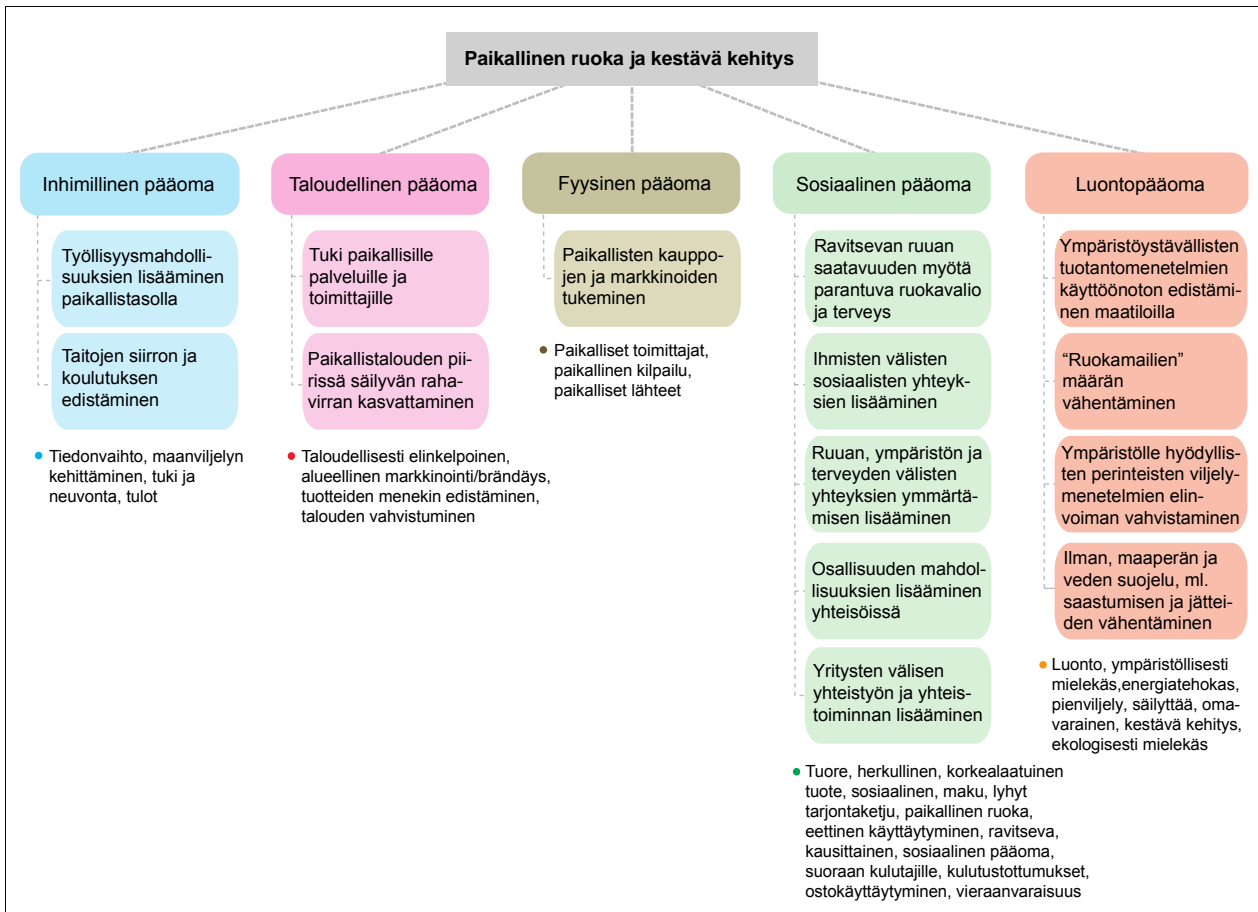 Paikallinen ruoka ja kestävä kehitys
Inhimillinen pääoma
Työllisyysmahdolli-
suuksien lisääminen
paikallistasolla
Taitojen siirron ja
koulutuksen
edistäminen
Tiedonvaihto, maanviljelyn
kehittäminen, tuki ja
neuvonta, tulot
Taloudellinen pääoma
Tuki paikallisille
palveluille ja
toimittajille
Paikallistalouden pii-
rissä säilyvän raha-
virran kasvattaminen
Taloudellisesti elinkelpoinen,
alueellinen markkinointi/brändäys,
tuotteiden menekin edistäminen,
talouden vahvistuminen
Fyysinen pääoma
Paikallisten kauppo-
jen ja markkinoiden
tukeminen
Paikalliset toimittajat,
paikallinen kilpailu,
paikalliset lähteet
Sosiaalinen pääoma
Ravitsevan ruuan
saatavuuden myötä
parantuva ruokavalio
ja terveys
Ihmisten välisten
sosiaalisten yhteyk-
sien lisääminen
Ruuan, ympäristön ja
terveyden välisten
yhteyksien ymmärtä-
misen lisääminen
Osallisuuden mahdol-
lisuuksien lisääminen
yhteisöissä
Yritysten välisen
yhteistyön ja yhteis-
toiminnan lisääminen
Tuore, herkullinen, korkealaatuinen
tuote, sosiaalinen, maku, lyhyt
tarjontaketju, paikallinen ruoka,
eettinen käyttäytyminen, ravitseva,
kausittainen, sosiaalinen pääoma,
suoraan kulutajille, kulutustottumukset,
ostokäyttäytyminen, vieraanvaraisuus
Luontopääoma
Ympäristöystävällisten
tuotantomenetelmien
käyttöönoton edistämi-
nen maatiloilla
“Ruokamailien”
määrän
vähentäminen
Ympäristölle hyödyllis-
ten perinteisten viljely-
menetelmien elin-
voiman vahvistaminen
Ilman, maaperän ja
veden suojelu, ml.
saastumisen ja jättei-
den vähentäminen
Luonto, ympäristöllisesti
mielekäs,energiatehokas,
pienviljely, säilyttää, oma-
varainen, kestävä kehitys,
ekologisesti mielekäs